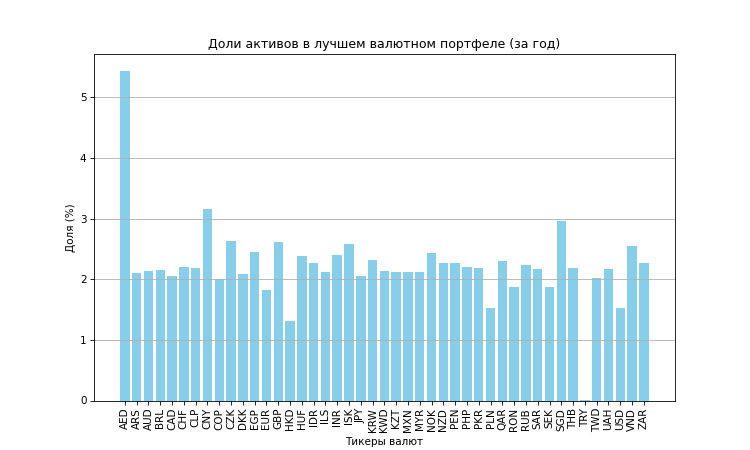 Доли активов в лучшем валютном портфеле (за год)
Доля (%)
5
4
3
2
1
0
AED ARS AUD BRL CAD CHF CLP CNY COP CZK DKK EGP EUR GBP HKD HUF IDR ILS INR ISK JPY KRW KWD KZT MXN MYR NOK NZD PEN PHP PKR PLN QAR RON RUB SAR SEK SGD THB TRY TWD UAH USD VND ZAR
Тикеры валют